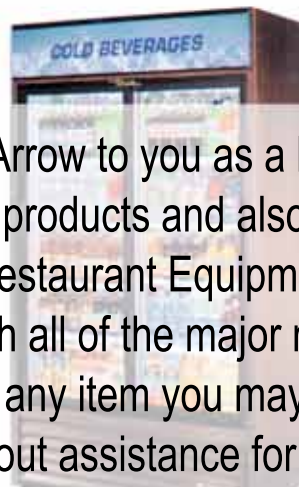 COLD BEVERAGES
Arrow to you as a
products and also
estaurant Equipm
h all of the major
any item you may
out assistance for